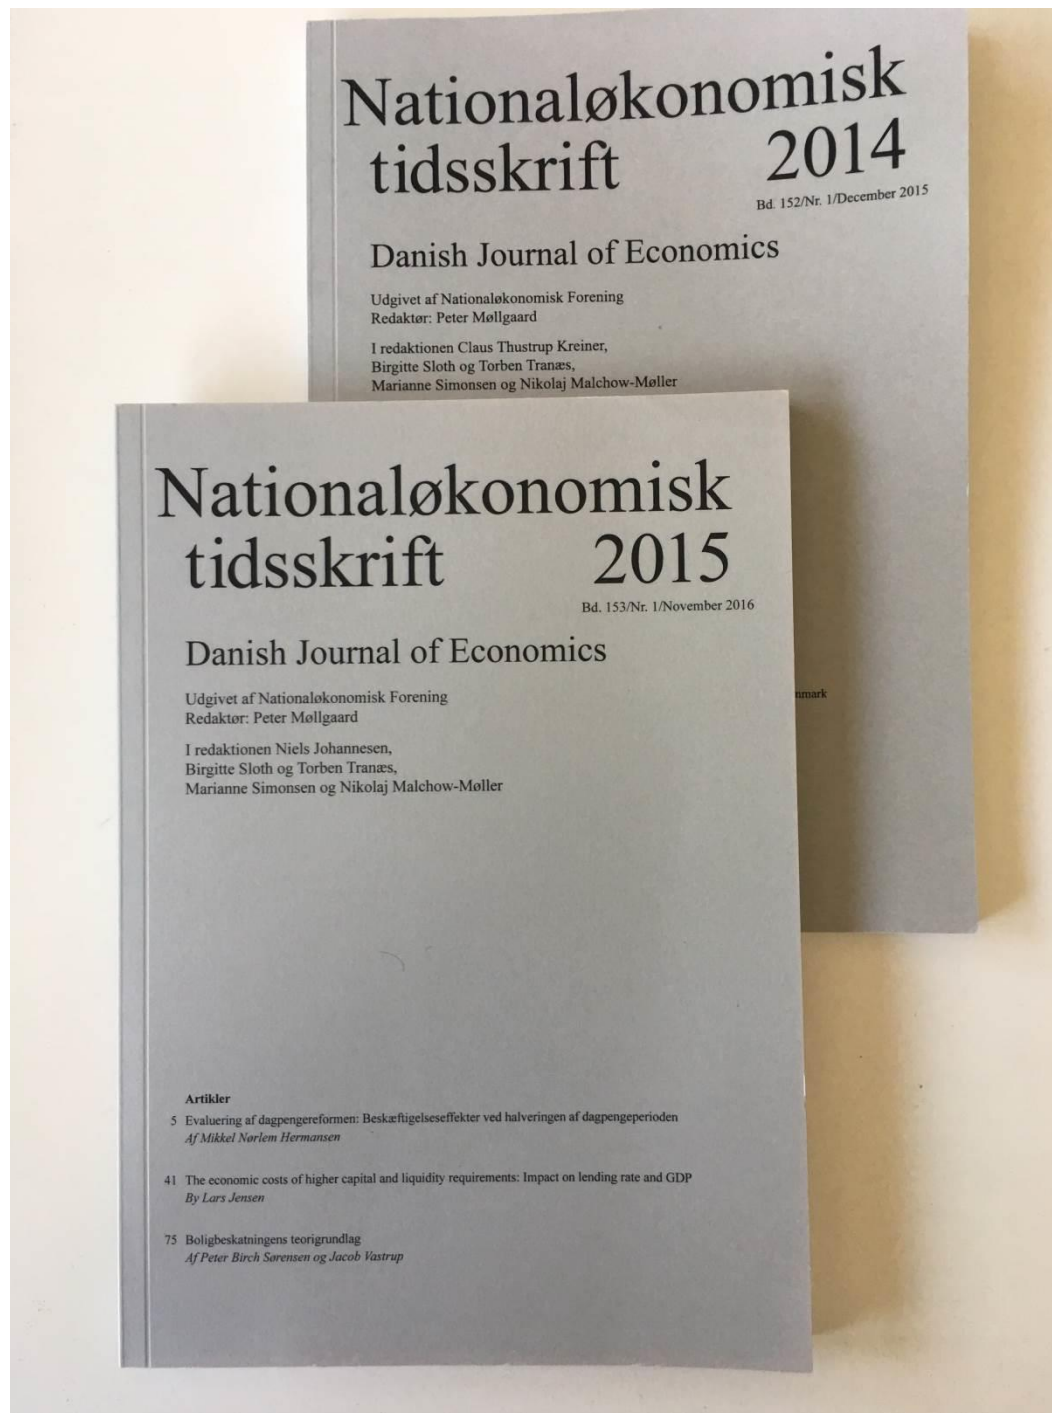 Nationaløkonomisk
tidsskrift 2014
Bd. 152/Nr. 1/December 2015
Danish Journal of Economics
Udgivet af Nationaløkonomisk Forening
Redaktør: Peter Møllgaard
I redaktionen Claus Thustrup Kreiner,
Birgitte Sloth og Torben Tranæs,
Marianne Simonsen og Nikolaj Malchow-Møller
nmark
Nationaløkonomisk
tidsskrift 2015
Bd. 153/Nr. 1/November 2016
Danish Journal of Economics
Udgivet af Nationaløkonomisk Forening
Redaktør: Peter Møllgaard
I redaktionen Niels Johannesen,
Birgitte Sloth og Torben Tranæs,
Marianne Simonsen og Nikolaj Malchow-Møller
Artikler
5 Evaluering af dagpengereformen: Beskæftigelseseffekter ved halveringen af dagpengeperioden
Af Mikkel Nørlem Hermansen
41 The economic costs of higher capital and liquidity requirements: Impact on lending rate and GDP
By Lars Jensen
75 Boligbeskatningens teorigrundlag
Af Peter Birch Sørensen og Jacob Vastrup